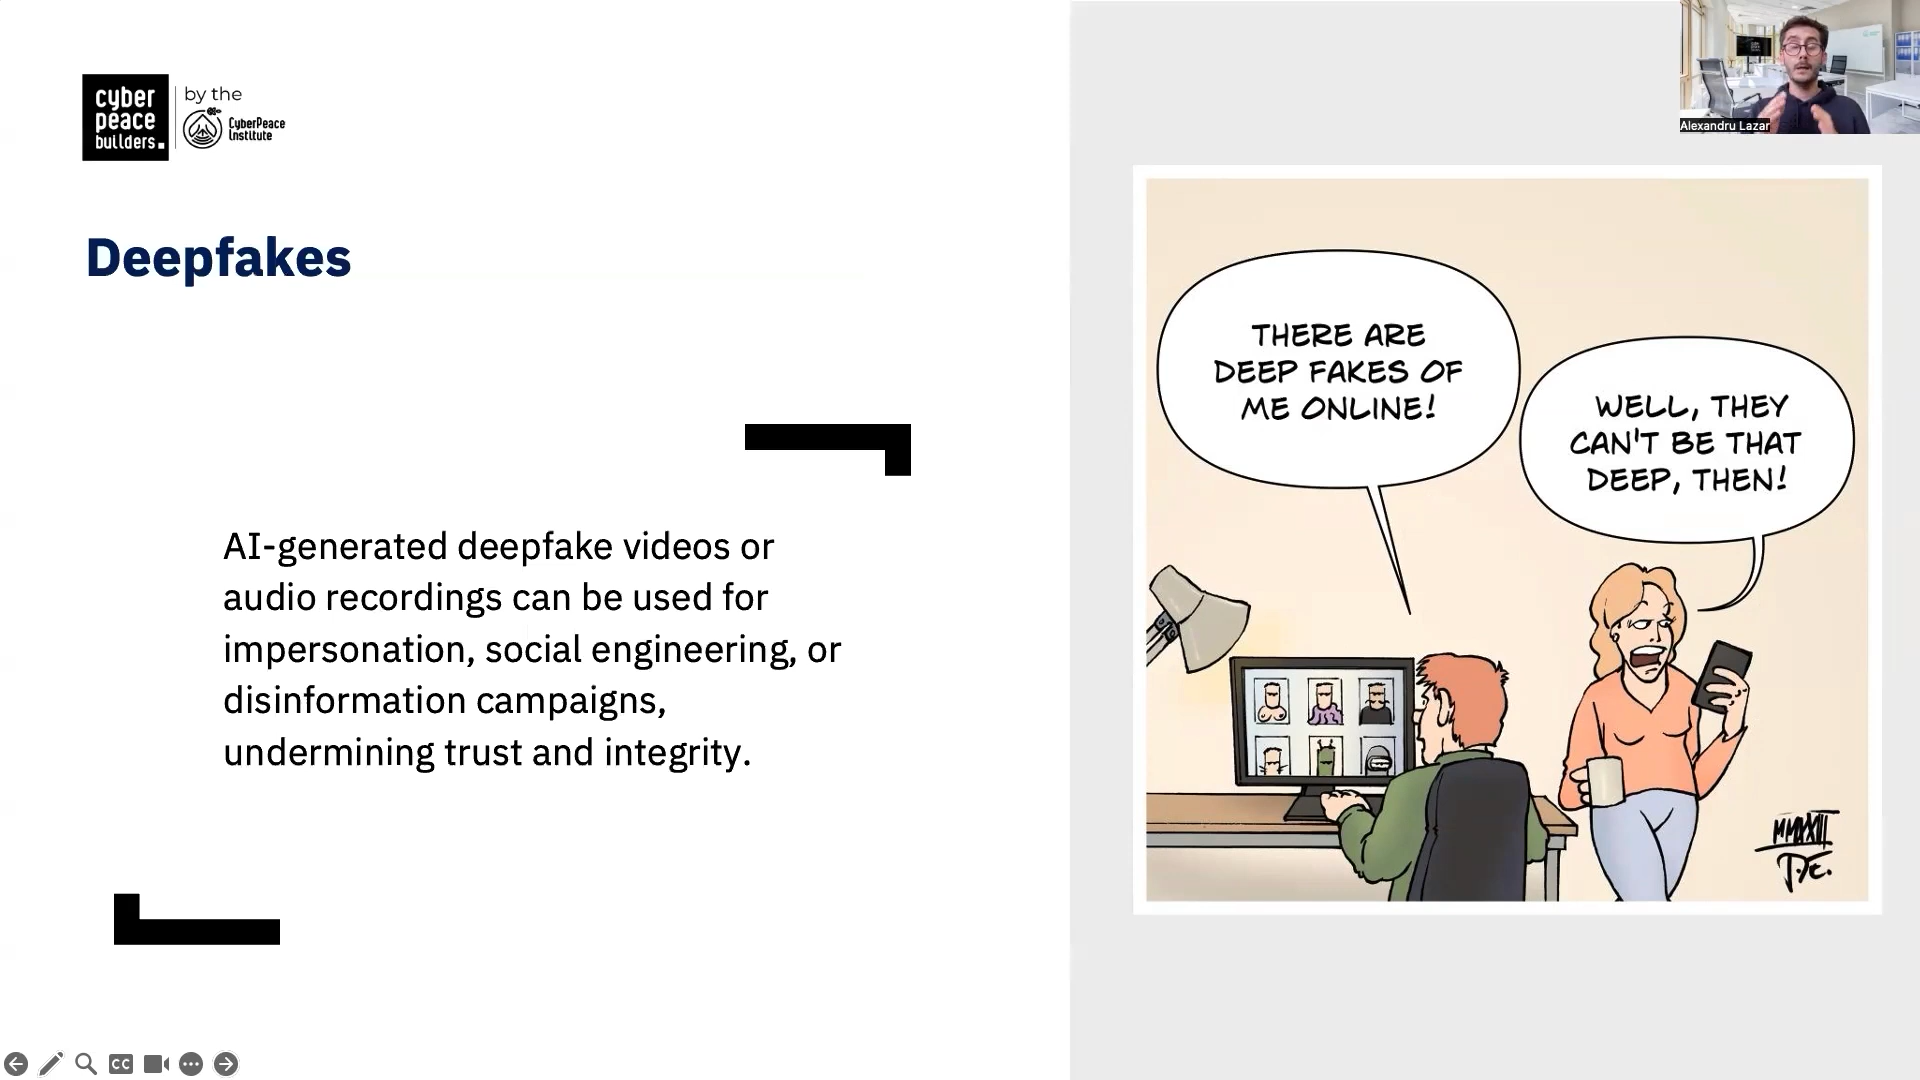 cyber
peace
builders.
by the
CyberPeace
Institute
Alexandru Lazar
Deepfakes
AI-generated deepfake videos or
audio recordings can be used for
impersonation, social engineering, or
disinformation campaigns,
undermining trust and integrity.
THERE ARE
DEEP FAKES OF
ME ONLINE!
WELL, THEY
CAN'T BE THAT
DEEP, THEN!
CC